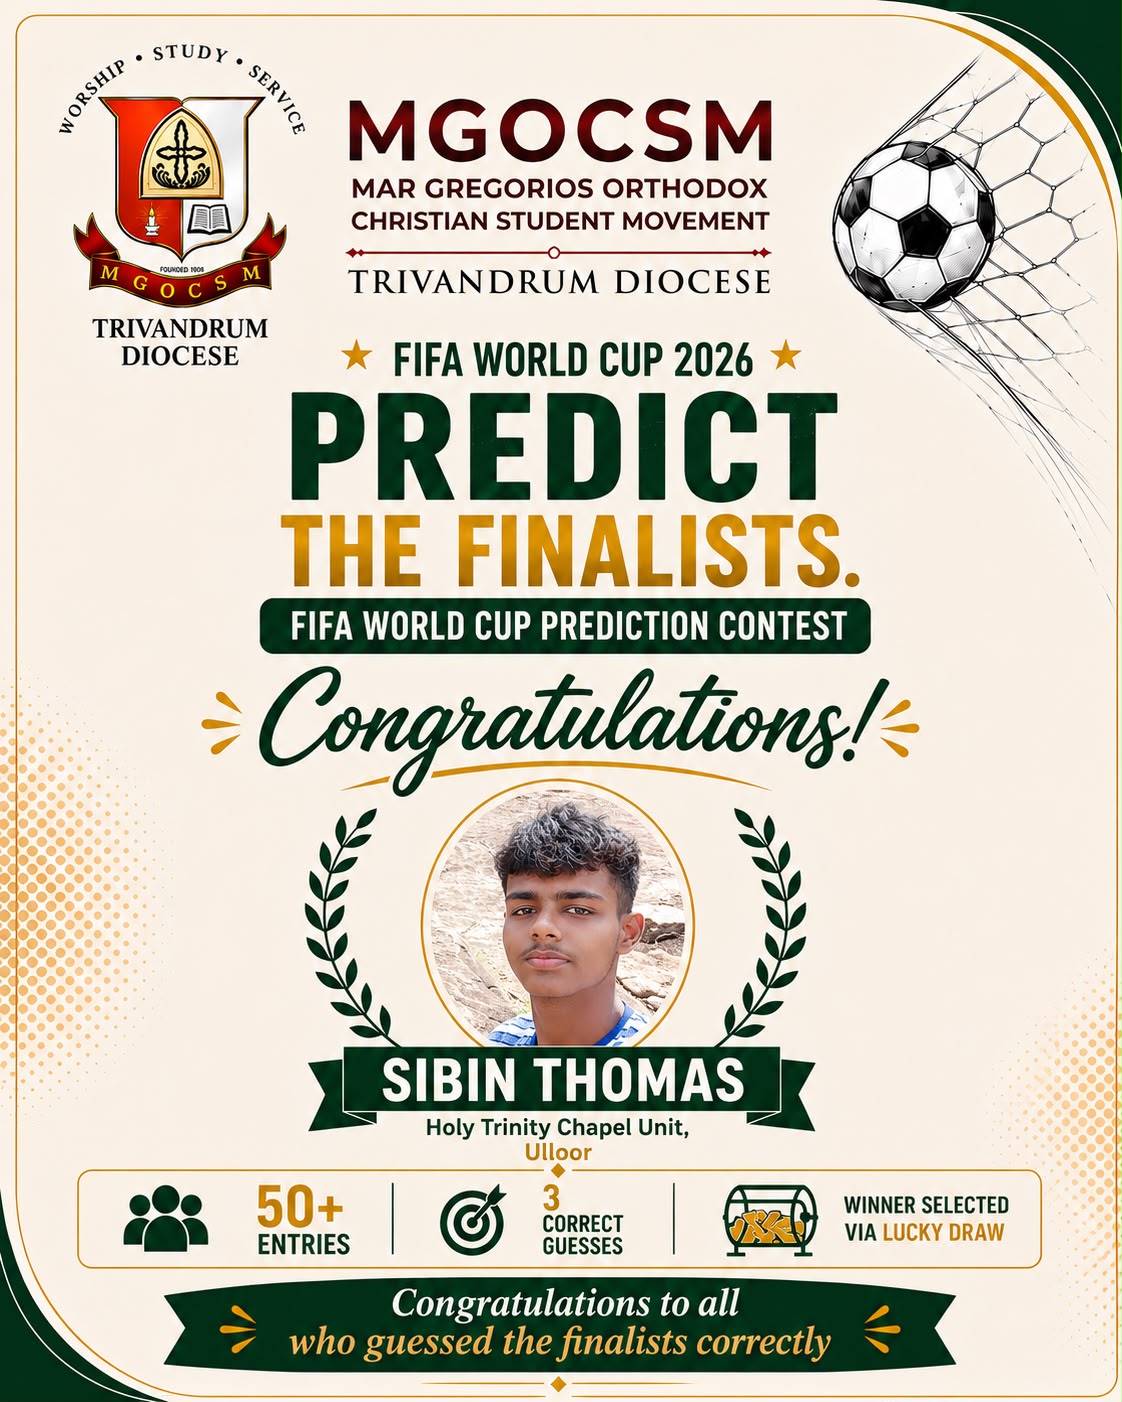 WORSHIP • STUDY • SERVICE
FOUNDED 1908
MGOCSM
TRIVANDRUM
DIOCESE
MGOCSM
MAR GREGORIOS ORTHODOX
CHRISTIAN STUDENT MOVEMENT
TRIVANDRUM DIOCESE
FIFA WORLD CUP 2026
PREDICT
THE FINALISTS.
FIFA WORLD CUP PREDICTION CONTEST
Congratulations!
SIBIN THOMAS
Holy Trinity Chapel Unit,
Ulloor
50+
ENTRIES
3
CORRECT
GUESSES
WINNER SELECTED
VIA LUCKY DRAW
Congratulations to all
who guessed the finalists correctly